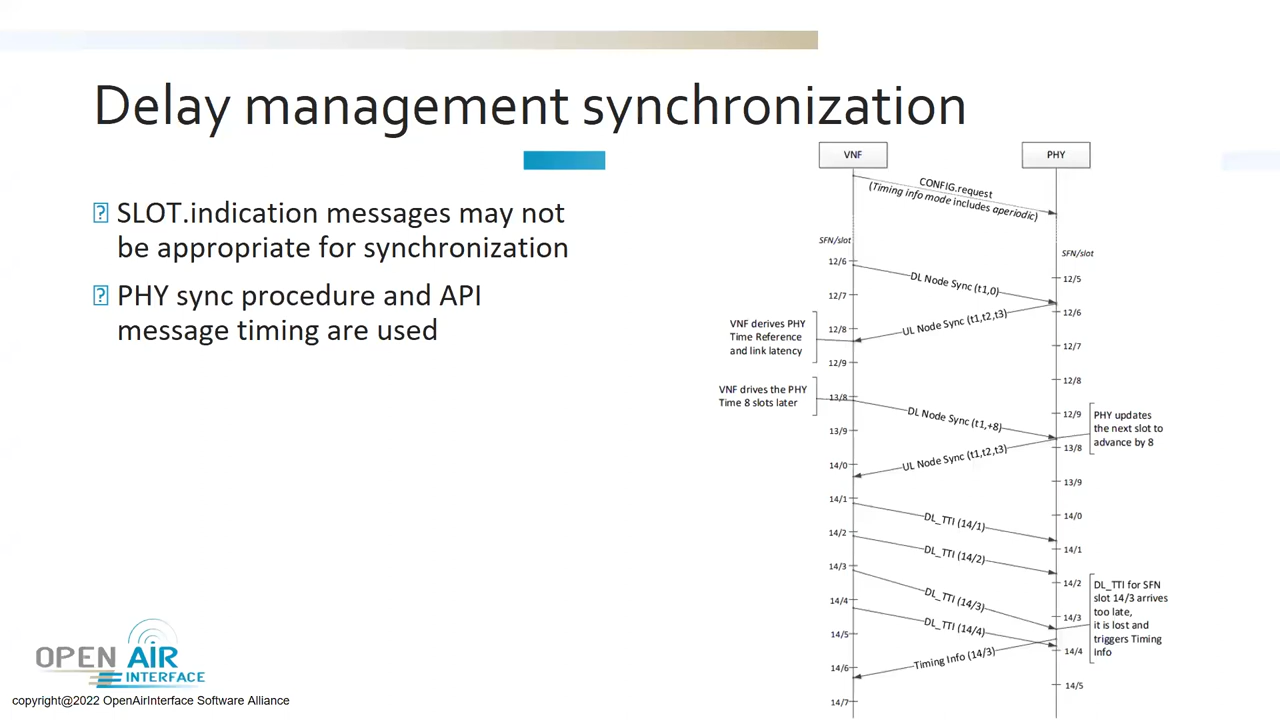 Delay management synchronization
SLOT.indication messages may not
be appropriate for synchronization
PHY sync procedure and API
message timing are used
VNF
PHY
CONFIG.request
(Timing info mode includes aperiodic)
SFN/slot
SFN/slot
12/6
12/5
DL Node Sync (t1,0)
12/7
12/6
UL Node Sync (t1,t2,t3)
VNF derives PHY
Time Reference
and link latency
12/8
12/7
12/9
12/8
VNF drives the PHY
Time 8 slots later
13/8
12/9
DL Node Sync (t1,+8)
PHY updates
the next slot to
advance by 8
13/9
13/8
UL Node Sync (t1,t2,t3)
14/0
13/9
14/1
14/0
DL_TTI (14/1)
14/2
14/1
DL_TTI (14/2)
14/3
14/2
DL_TTI for SFN
slot 14/3 arrives
too late,
it is lost and
triggers Timing
Info
DL_TTI (14/3)
14/4
14/3
DL_TTI (14/4)
14/5
14/4
Timing Info (14/3)
14/6
14/5
14/7
OPEN AIR
INTERFACE
copyright@2022 OpenAirInterface Software Alliance